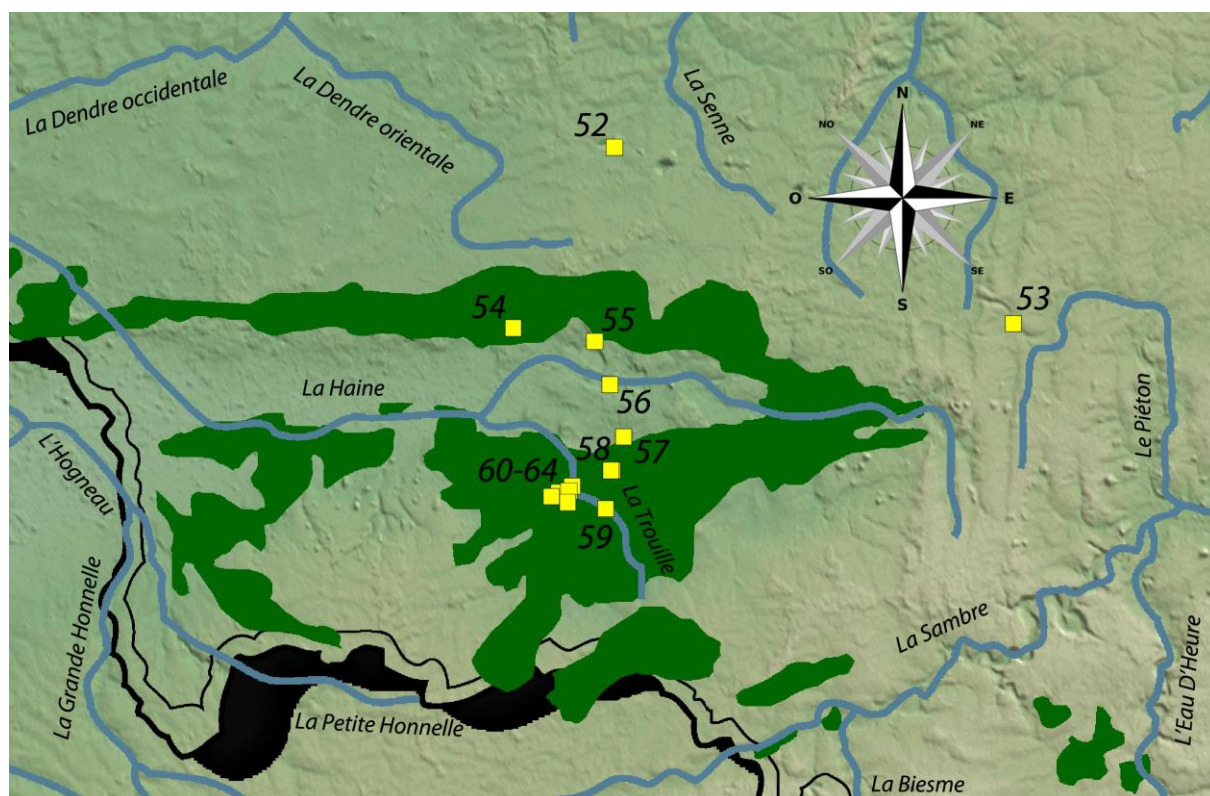 La Dendre occidentale
La Dendre orientale
52
La Senne
N
NO
NE
O
E
SO
SE
S
53
54
55
La Haine
56
Le Piéton
L'Hogneau
58
57
60-64
59
La Trouille
La Grande Honnelle
La Sambre
La Petite Honnelle
L'Eau D'Heure
La Biesme